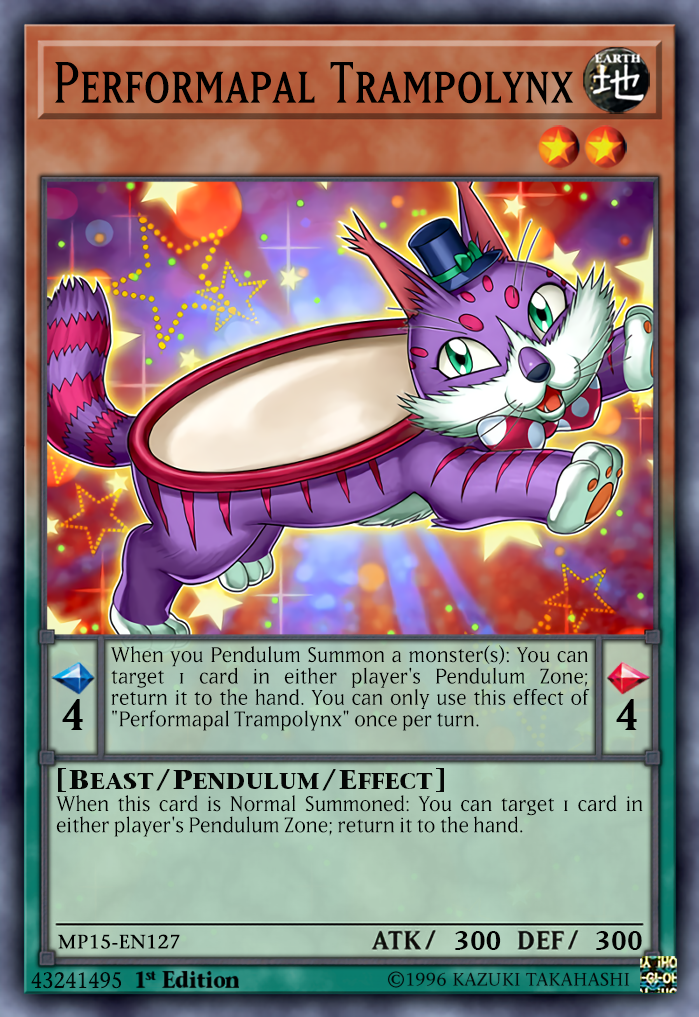 PERFORMAPAL TRAMPOLYNX
EARTH
地
When you Pendulum Summon a monster(s): You can
target 1 card in either player's Pendulum Zone;
return it to the hand. You can only use this effect of
"Performapal Trampolynx" once per turn.
4
4
[BEAST/PENDULUM/EFFECT]
When this card is Normal Summoned: You can target 1 card in
either player's Pendulum Zone; return it to the hand.
MP15-EN127
ATK/ 300 DEF/ 300
43241495 1st Edition ©1996 KAZUKI TAKAHASHI